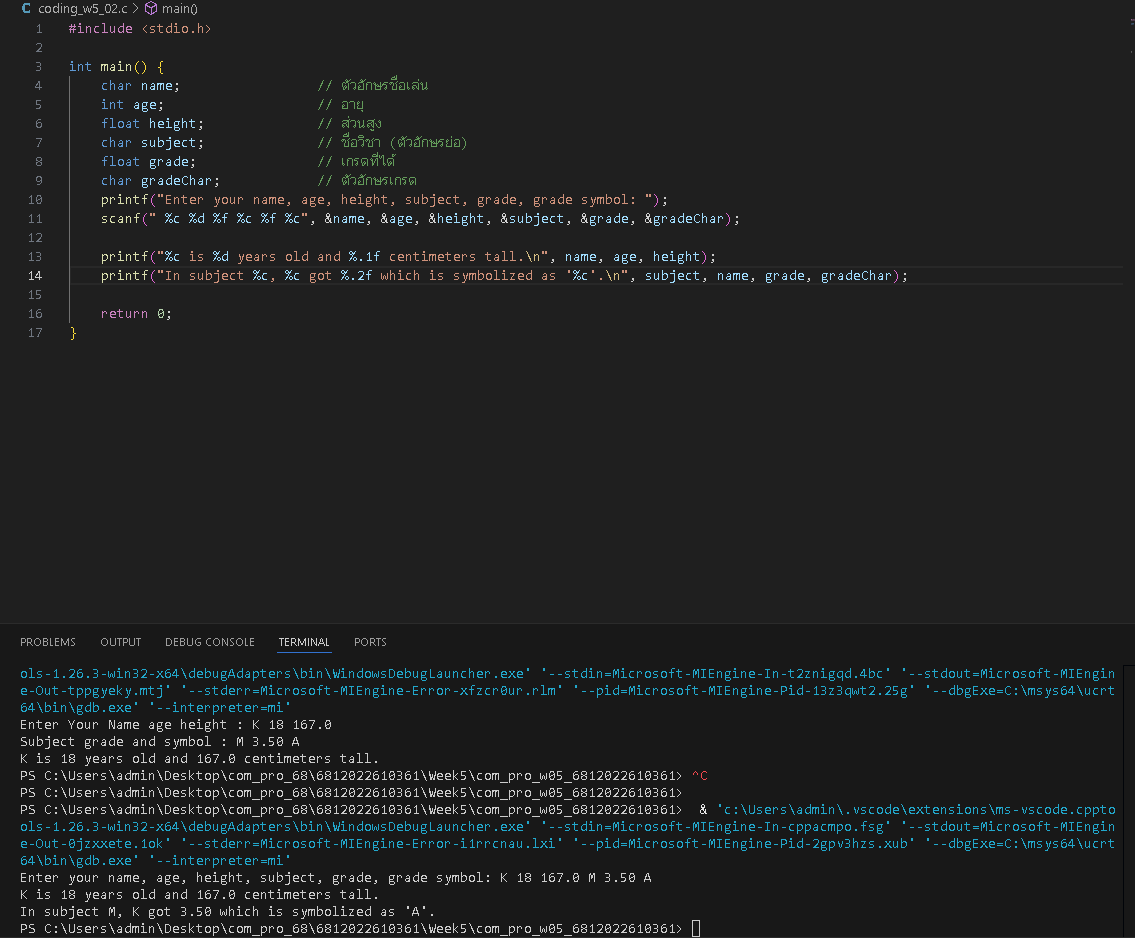 C coding_w5_02.c > main()
1 #include <stdio.h>
2
3 int main() {
4 char name; // ตัวอักษรชื่อเล่น
5 int age; // อายุ
6 float height; // ส่วนสูง
7 char subject; // ชื่อวิชา (ตัวอักษรย่อ)
8 float grade; // เกรดที่ได้
9 char gradeChar; // ตัวอักษรเกรด
10 printf("Enter your name, age, height, subject, grade, grade symbol: ");
11 scanf(" %c %d %f %c %f %c", &name, &age, &height, &subject, &grade, &gradeChar);
12
13 printf("%c is %d years old and %.1f centimeters tall.\n", name, age, height);
14 printf("In subject %c, %c got %.2f which is symbolized as '%c'.\n", subject, name, grade, gradeChar);
15
16 return 0;
17 }
PROBLEMS OUTPUT DEBUG CONSOLE TERMINAL PORTS
ols-1.26.3-win32-x64\debugAdapters\bin\WindowsDebugLauncher.exe' '--stdin=Microsoft-MIEngine-In-t2znigqd.4bc' '--stdout=Microsoft-MIEngin
e-Out-tppgyeky.mtj' '--stderr=Microsoft-MIEngine-Error-xfzcr0ur.rlm' '--pid=Microsoft-MIEngine-Pid-13z3qwt2.25g' '--dbgExe=C:\msys64\ucrt
64\bin\gdb.exe' '--interpreter=mi'
Enter Your Name age height : K 18 167.0
Subject grade and symbol : M 3.50 A
K is 18 years old and 167.0 centimeters tall.
PS C:\Users\admin\Desktop\com_pro_68\6812022610361\Week5\com_pro_w05_6812022610361> ^C
PS C:\Users\admin\Desktop\com_pro_68\6812022610361\Week5\com_pro_w05_6812022610361>
PS C:\Users\admin\Desktop\com_pro_68\6812022610361\Week5\com_pro_w05_6812022610361> & 'c:\Users\admin\.vscode\extensions\ms-vscode.cppto
ols-1.26.3-win32-x64\debugAdapters\bin\WindowsDebugLauncher.exe' '--stdin=Microsoft-MIEngine-In-cppacmpo.fsg' '--stdout=Microsoft-MIEngin
e-Out-0jzxxete.1ok' '--stderr=Microsoft-MIEngine-Error-i1rrcnau.lxi' '--pid=Microsoft-MIEngine-Pid-2gpv3hzs.xub' '--dbgExe=C:\msys64\ucrt
64\bin\gdb.exe' '--interpreter=mi'
Enter your name, age, height, subject, grade, grade symbol: K 18 167.0 M 3.50 A
K is 18 years old and 167.0 centimeters tall.
In subject M, K got 3.50 which is symbolized as 'A'.
PS C:\Users\admin\Desktop\com_pro_68\6812022610361\Week5\com_pro_w05_6812022610361>